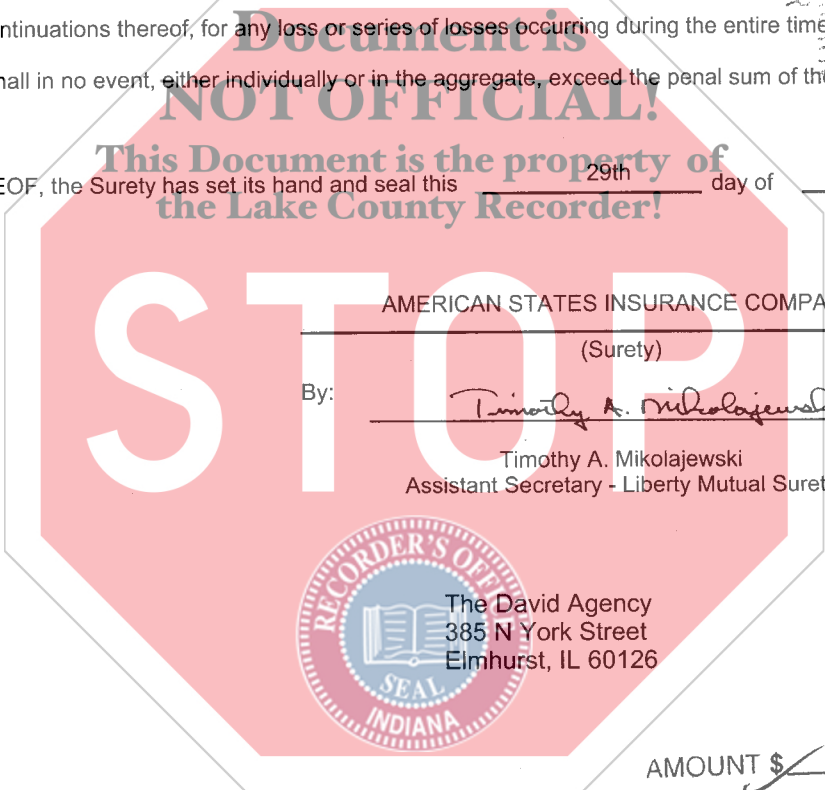 Document is
ntinuations thereof, for any loss or series of losses occurring during the entire time
hall in no event, either individually or in the aggregate, exceed the penal sum of the
NOT OFFICIAL!
This Document is the property of
EOF, the Surety has set its hand and seal this 29th day of
the Lake County Recorder!
STOP
AMERICAN STATES INSURANCE COMPA
(Surety)
By: Timothy A. Mikolajewsk
Timothy A. Mikolajewski
Assistant Secretary - Liberty Mutual Suret
RECORDER'S OFFICE
The David Agency
385 N York Street
Elmhurst, IL 60126
SEAL
INDIANA
AMOUNT $